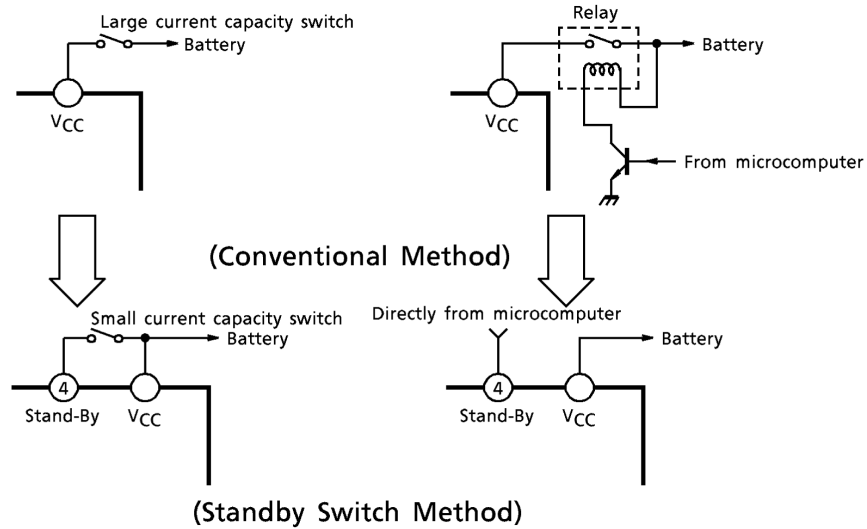 Large current capacity switch
Battery
VCC
Relay
Battery
VCC
From microcomputer
(Conventional Method)
Small current capacity switch
Battery
4
Stand-By
VCC
Directly from microcomputer
Battery
4
Stand-By
VCC
(Standby Switch Method)